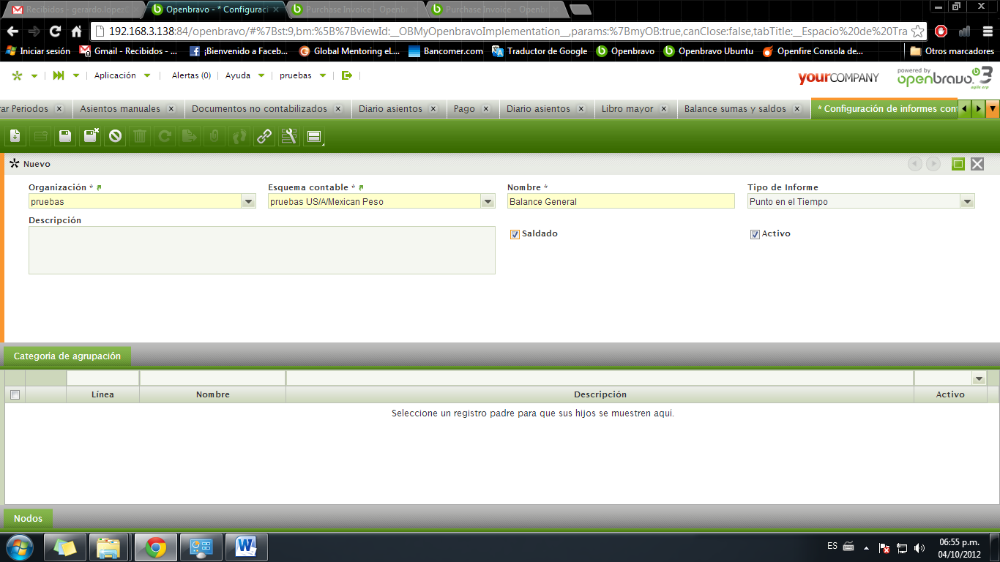 Recibidos - gerardo.lopez
Openbravo - * Configuraci
Purchase Invoice - Openb
Purchase Invoice - Openb
192.168.3.138:84/openbravo/#%7Bst:9,bm:%5B%7BviewId:__OBMyOpenbravoImplementation__,params:%7BmyOB:true,canClose:false,tabTitle:__Espacio%20de%20Tra
Iniciar sesión Gmail - Recibidos - ... ¡Bienvenido a Faceb... Global Mentoring eL... Bancomer.com Traductor de Google Openbravo Openbravo Ubuntu Openfire Consola de... Otros marcadores
Aplicación Alertas (0) Ayuda pruebas
yourCOMPANY
powered by
openbravo 3
agile erp
rar Periodos Asientos manuales Documentos no contabilizados Diario asientos Pago Diario asientos Libro mayor Balance sumas y saldos * Configuración de informes con
Nuevo
Organización * Esquema contable * Nombre * Tipo de Informe
pruebas pruebas US/A/Mexican Peso Balance General Punto en el Tiempo
Descripción
Saldado Activo
Categoría de agrupación
Línea Nombre Descripción Activo
Seleccione un registro padre para que sus hijos se muestren aquí.
Nodos
ES
06:55 p.m.
04/10/2012